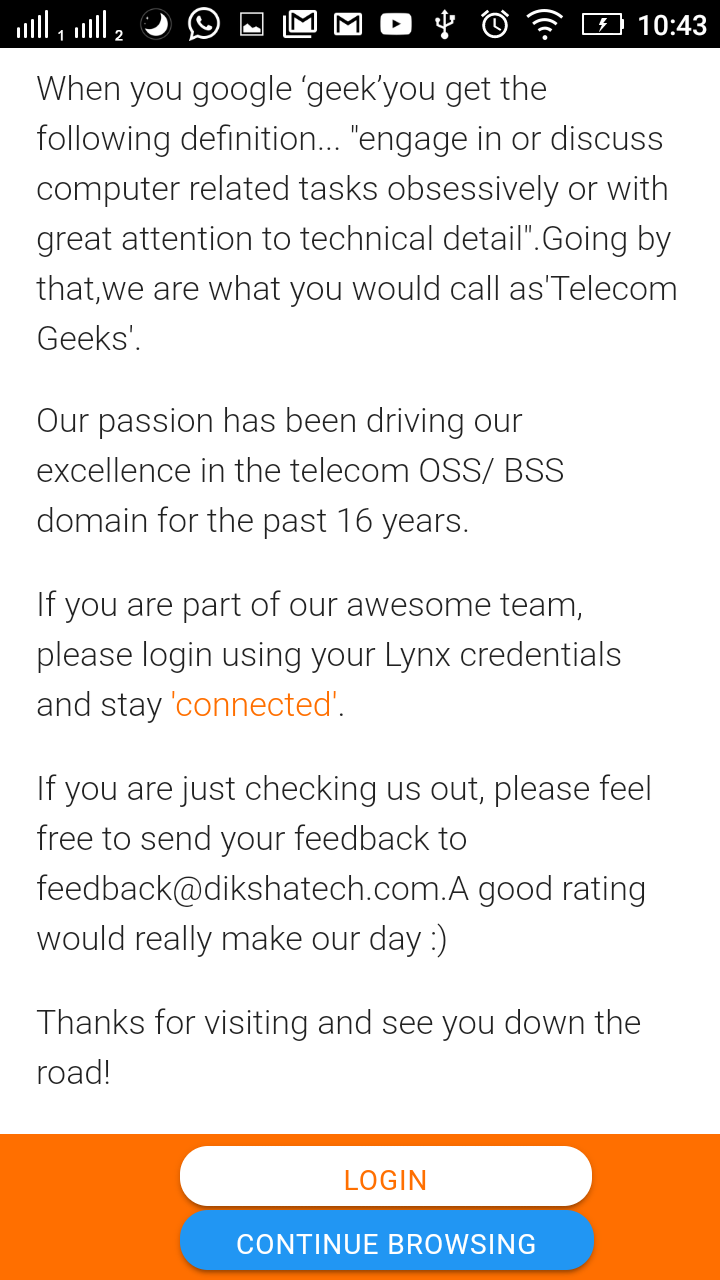 1 2 10:43
When you google ‘geek’you get the
following definition... "engage in or discuss
computer related tasks obsessively or with
great attention to technical detail".Going by
that,we are what you would call as'Telecom
Geeks'.
Our passion has been driving our
excellence in the telecom OSS/ BSS
domain for the past 16 years.
If you are part of our awesome team,
please login using your Lynx credentials
and stay 'connected'.
If you are just checking us out, please feel
free to send your feedback to
feedback@dikshatech.com.A good rating
would really make our day :)
Thanks for visiting and see you down the
road!
LOGIN
CONTINUE BROWSING